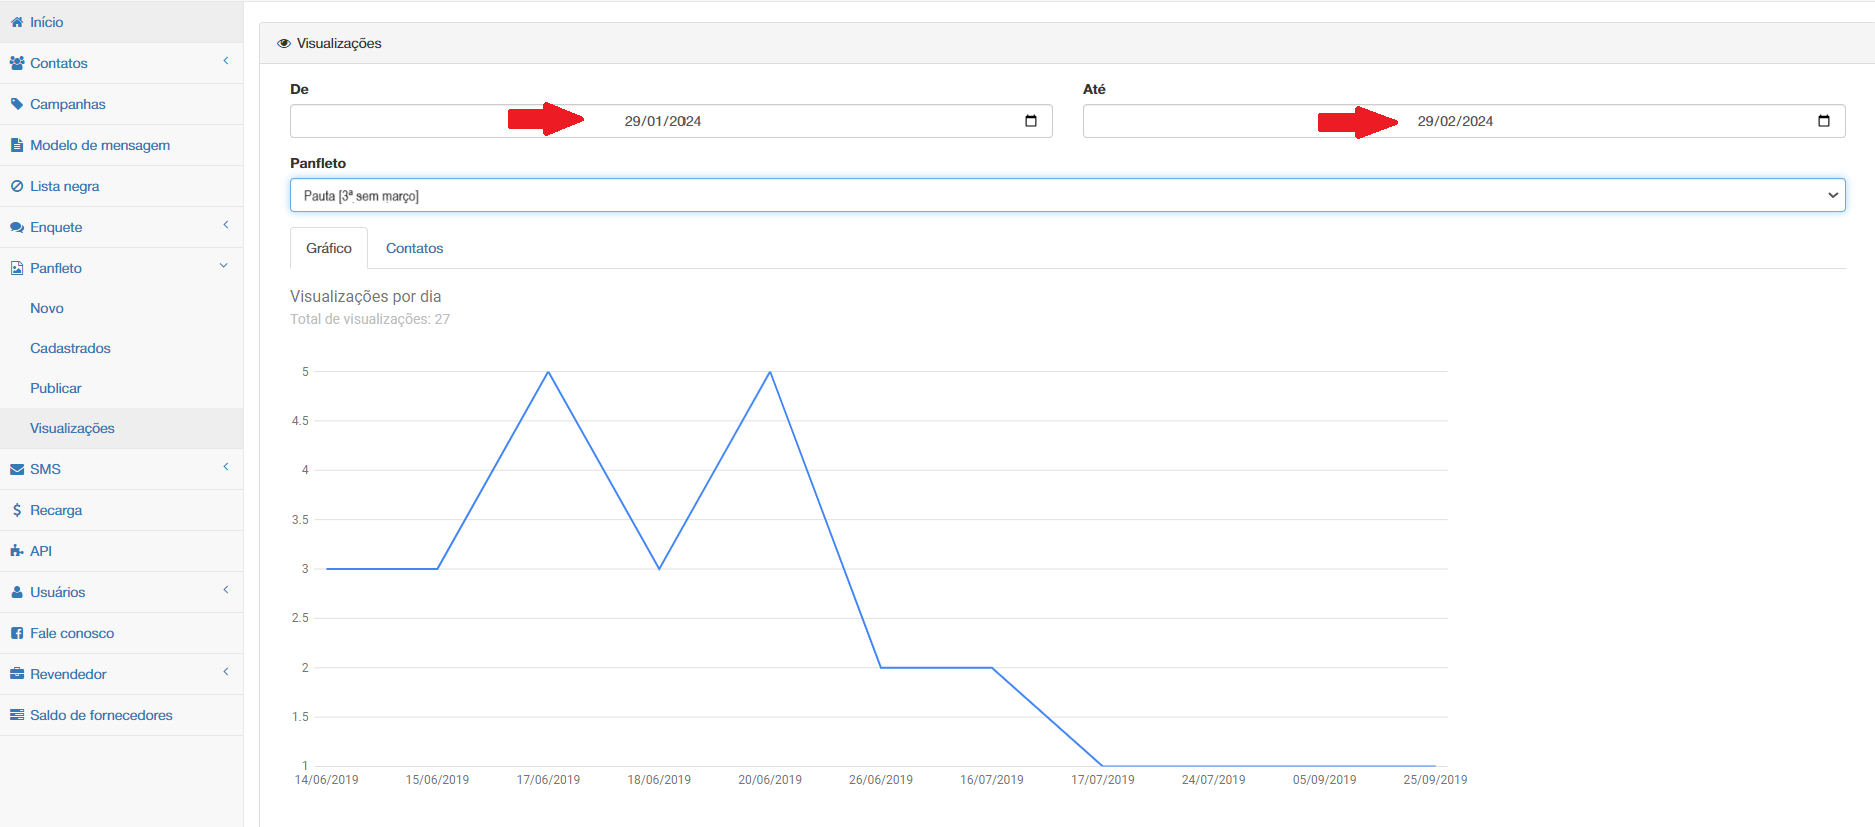 Início
Contatos
Campanhas
Modelo de mensagem
Lista negra
Enquete
Panfleto
Novo
Cadastrados
Publicar
Visualizações
SMS
Recarga
API
Usuários
Fale conosco
Revendedor
Saldo de fornecedores
Visualizações
De
Até
29/01/2024
29/02/2024
Panfleto
Pauta [3ª sem março]
Gráfico Contatos
Visualizações por dia
Total de visualizações: 27
5
4.5
4
3.5
3
2.5
2
1.5
1
14/06/2019 15/06/2019 17/06/2019 18/06/2019 20/06/2019 26/06/2019 16/07/2019 17/07/2019 24/07/2019 05/09/2019 25/09/2019